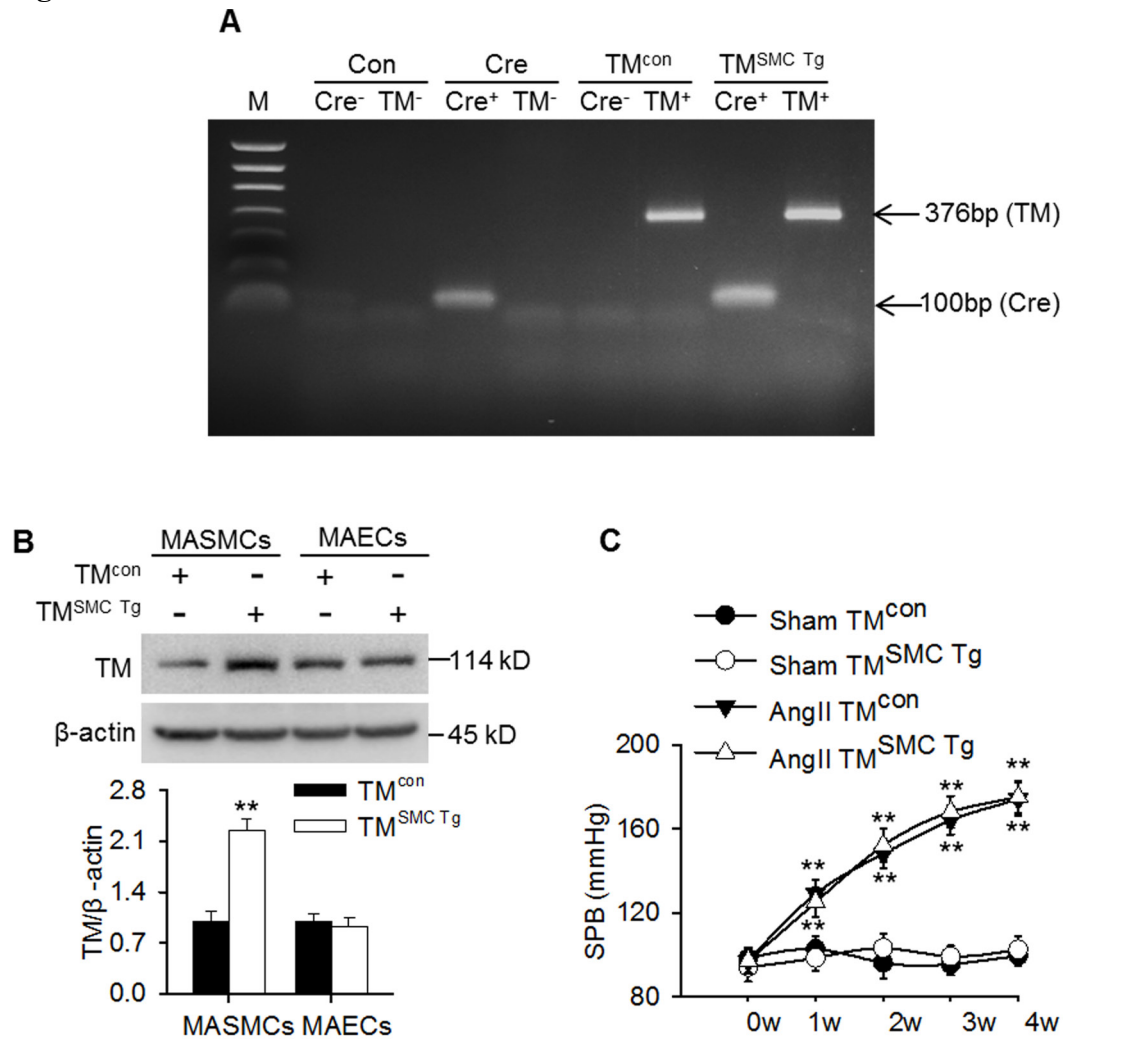 A
Con Cre TMcon TMSMC Tg
M Cre- TM- Cre+ TM- Cre- TM+ Cre+ TM+
376bp (TM)
100bp (Cre)
B
MASMCs MAECs
TMcon + - + -
TMSMC Tg - + - +
TM 114 kD
β-actin 45 kD
TMcon
TMSMC Tg
TM/β -actin
2.8
2.1
1.4
0.7
0.0
**
MASMCs MAECs
C
Sham TMcon
Sham TMSMC Tg
AngII TMcon
AngII TMSMC Tg
SPB (mmHg)
200
160
120
80
** ** ** **
** ** ** **
0w 1w 2w 3w 4w